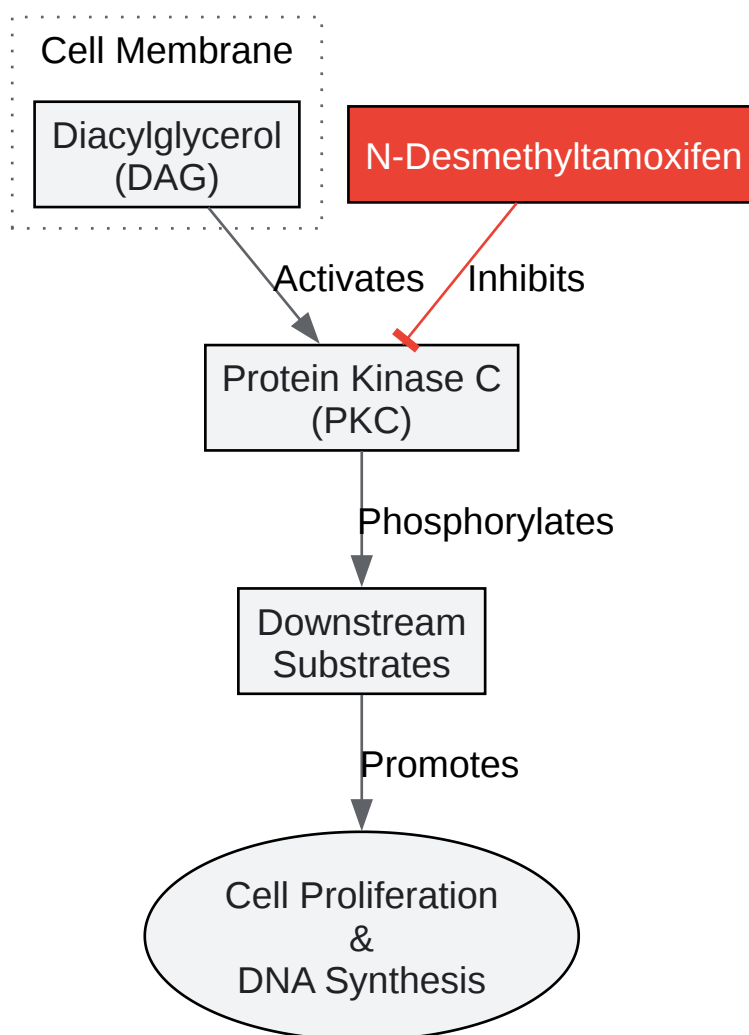 Cell Membrane
Diacylglycerol
(DAG)
N-Desmethyltamoxifen
Activates
Inhibits
Protein Kinase C
(PKC)
Phosphorylates
Downstream
Substrates
Promotes
Cell Proliferation
&
DNA Synthesis